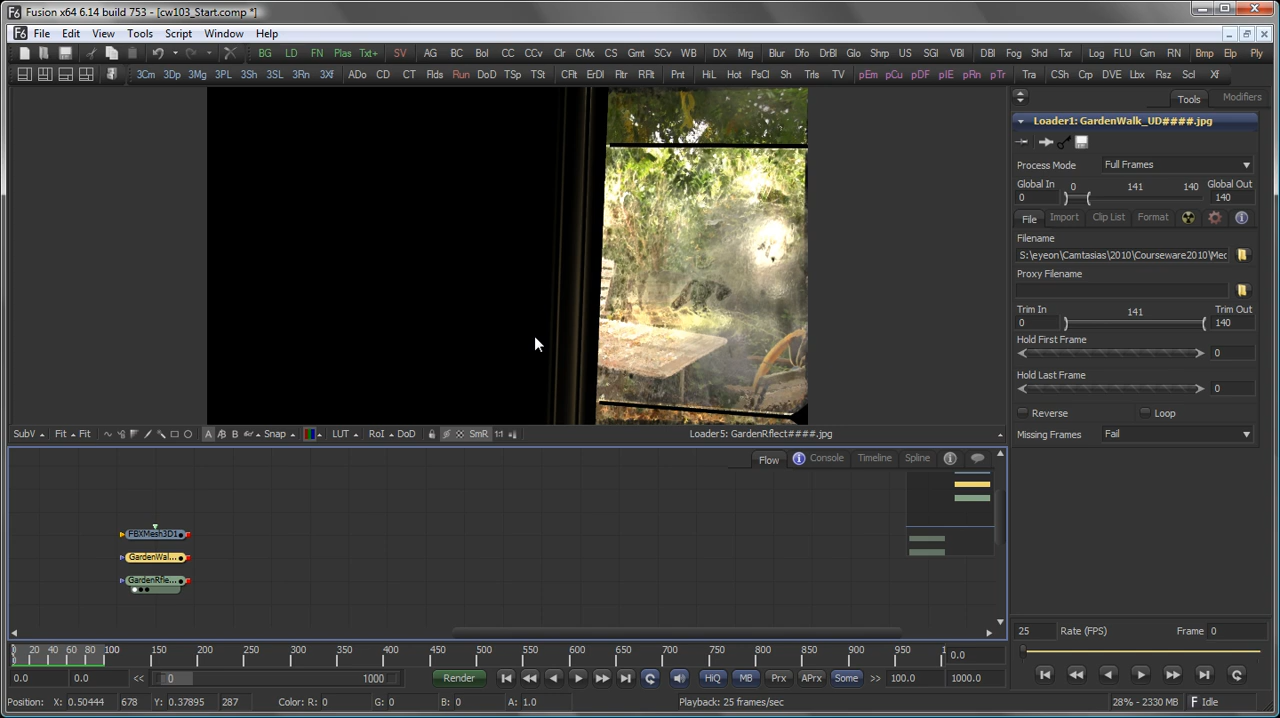 Fusion x64 6.14 build 753 - [cw103_Start.comp *]
File Edit View Tools Script Window Help
BG LD FN Plas Txt+ SV AG BC Bol CC CCv Clr CMx CS Gmt SCv WB DX Mrg Blur Dfo DrBl Glo Shrp US SGl VBl DBl Fog Shd Txr Log FLU Gm RN Bmp Elp Ply
3Cm 3Dp 3Mg 3PL 3Sh 3SL 3Rn 3Xf ADo CD CT Flds Run DoD TSp TSt CFlt ErDl Fltr RFlt Pnt HiL Hot PsCl Sh Trls TV pEm pCu pDF pIE pRn pTr Tra CSh Crp DVE Lbx Rsz Scl Xf
Tools Modifiers
Loader1: GardenWalk_UD####.jpg
Process Mode Full Frames
Global In 0 141 140 Global Out
0 140
File Import Clip List Format
Filename
S:\eyeon\Camtasias\2010\Courseware2010\Med
Proxy Filename
Trim In 141 Trim Out
0 140
Hold First Frame
0
Hold Last Frame
0
Reverse Loop
Missing Frames Fail
SubV Fit Fit A B Snap LUT RoI DoD SmR 1:1 Loader5: GardenRflect####.jpg
Flow Console Timeline Spline
FBXMesh3D1
GardenWal...
GardenRfle...
25 Rate (FPS) Frame 0
0 20 40 60 80 100 150 200 250 300 350 400 450 500 550 600 650 700 750 800 850 900 950 1 0.0
0.0 0.0 << 0 1000 Render HiQ MB Prx APrx Some >> 100.0 1000.0
Position: X: 0.50444 678 Y: 0.37895 287 Color: R: 0 G: 0 B: 0 A: 1.0 Playback: 25 frames/sec 28% - 2330 MB Idle